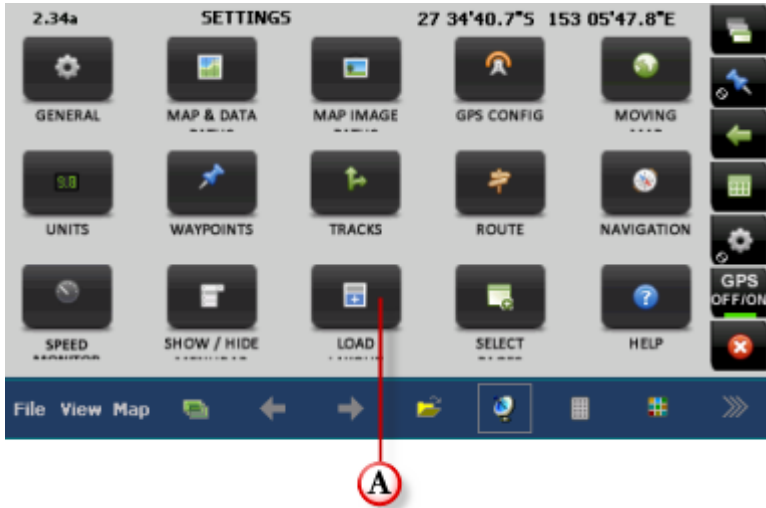 2.34a SETTINGS 27 34'40.7"S 153 05'47.8"E
GENERAL MAP & DATA MAP IMAGE GPS CONFIG MOVING
9.8
UNITS WAYPOINTS TRACKS ROUTE NAVIGATION
GPS
OFF/ON
SPEED SHOW / HIDE LOAD SELECT HELP
File View Map
A